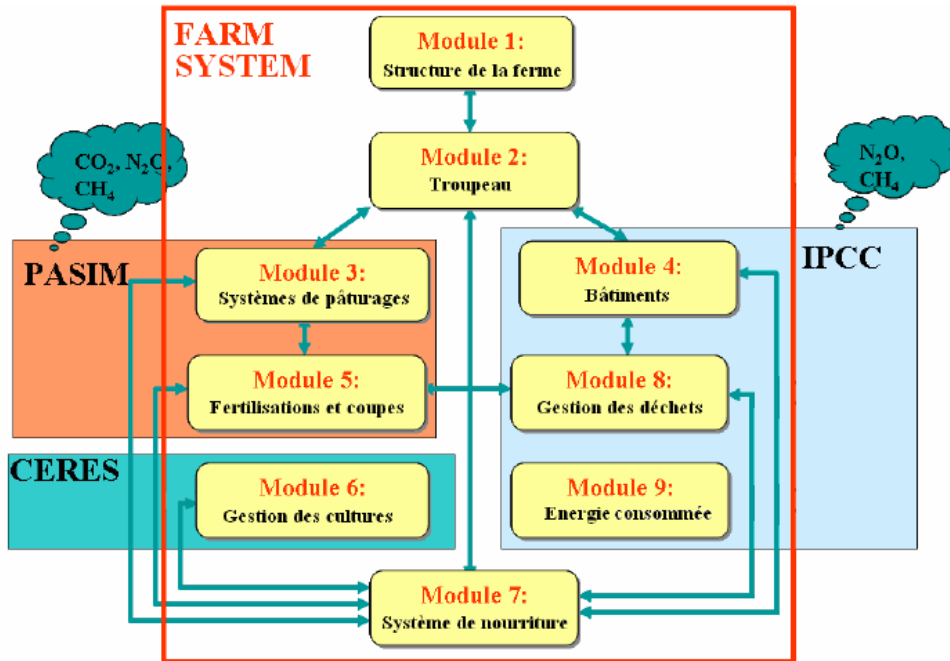 FARM
SYSTEM
Module 1:
Structure de la ferme
Module 2:
Troupeau
CO₂, N₂O,
CH₄
N₂O,
CH₄
PASIM
IPCC
Module 3:
Systèmes de pâturages
Module 4:
Bâtiments
Module 5:
Fertilisations et coupes
Module 8:
Gestion des déchets
CERES
Module 6:
Gestion des cultures
Module 9:
Energie consommée
Module 7:
Système de nourriture